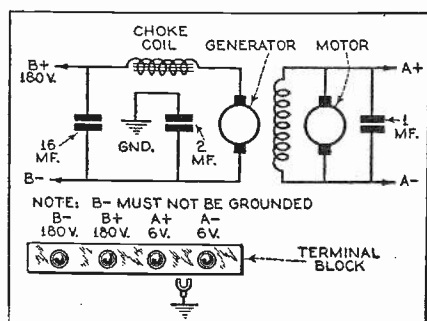 CHOKE
COIL
GENERATOR
MOTOR
B+
180V.
A+
16
MF.
GND.
2
MF.
1
MF.
B-
A-
NOTE: B- MUST NOT BE GROUNDED
B- B+ A+ A-
180V. 180V. 6V. 6V.
TERMINAL
BLOCK